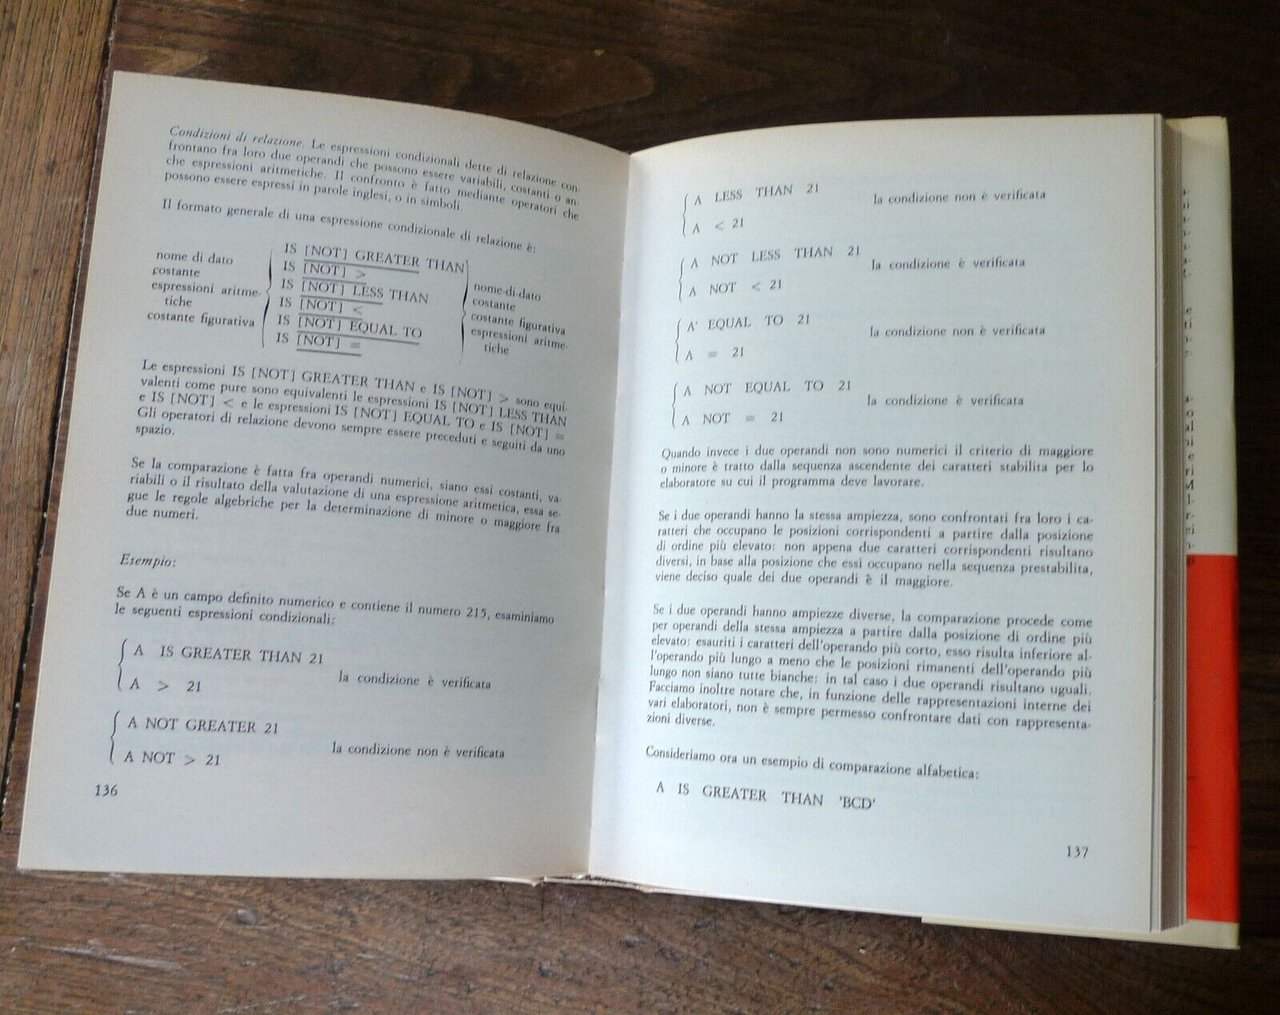 Condizioni di relazione. Le espressioni condizionali dette di relazione con-
frontano fra loro due operandi che possono essere variabili, costanti o an-
che espressioni aritmetiche. Il confronto è fatto mediante operatori che
possono essere espressi in parole inglesi, o in simboli.
Il formato generale di una espressione condizionale di relazione è:
nome di dato
costante
espressioni aritme-
tiche
costante figurativa
IS [NOT] GREATER THAN
IS [NOT] >
IS [NOT] LESS THAN
IS [NOT] <
IS [NOT] EQUAL TO
IS [NOT] =
nome-di-dato
costante
costante figurativa
espressioni aritme-
tiche
Le espressioni IS [NOT] GREATER THAN e IS [NOT] > sono equi-
valenti come pure sono equivalenti le espressioni IS [NOT] LESS THAN
e IS [NOT] < e le espressioni IS [NOT] EQUAL TO e IS [NOT] =
Gli operatori di relazione devono sempre essere preceduti e seguiti da uno
spazio.
Se la comparazione è fatta fra operandi numerici, siano essi costanti, va-
riabili o il risultato della valutazione di una espressione aritmetica, essa se-
gue le regole algebriche per la determinazione di minore o maggiore fra
due numeri.
Esempio:
Se A è un campo definito numerico e contiene il numero 215, esaminiamo
le seguenti espressioni condizionali:
A IS GREATER THAN 21
A > 21
la condizione è verificata
A NOT GREATER 21
A NOT > 21
la condizione non è verificata
136
A LESS THAN 21
A < 21
la condizione non è verificata
A NOT LESS THAN 21
A NOT < 21
la condizione è verificata
A' EQUAL TO 21
A = 21
la condizione non è verificata
A NOT EQUAL TO 21
A NOT = 21
la condizione è verificata
Quando invece i due operandi non sono numerici il criterio di maggiore
o minore è tratto dalla sequenza ascendente dei caratteri stabilita per lo
elaboratore su cui il programma deve lavorare.
Se i due operandi hanno la stessa ampiezza, sono confrontati fra loro i ca-
ratteri che occupano le posizioni corrispondenti a partire dalla posizione
di ordine più elevato: non appena due caratteri corrispondenti risultano
diversi, in base alla posizione che essi occupano nella sequenza prestabilita,
viene deciso quale dei due operandi è il maggiore.
Se i due operandi hanno ampiezze diverse, la comparazione procede come
per operandi della stessa ampiezza a partire dalla posizione di ordine più
elevato: esauriti i caratteri dell'operando più corto, esso risulta inferiore al-
l'operando più lungo a meno che le posizioni rimanenti dell'operando più
lungo non siano tutte bianche: in tal caso i due operandi risultano uguali.
Facciamo inoltre notare che, in funzione delle rappresentazioni interne dei
vari elaboratori, non è sempre permesso confrontare dati con rappresenta-
zioni diverse.
Consideriamo ora un esempio di comparazione alfabetica:
A IS GREATER THAN 'BCD'
137